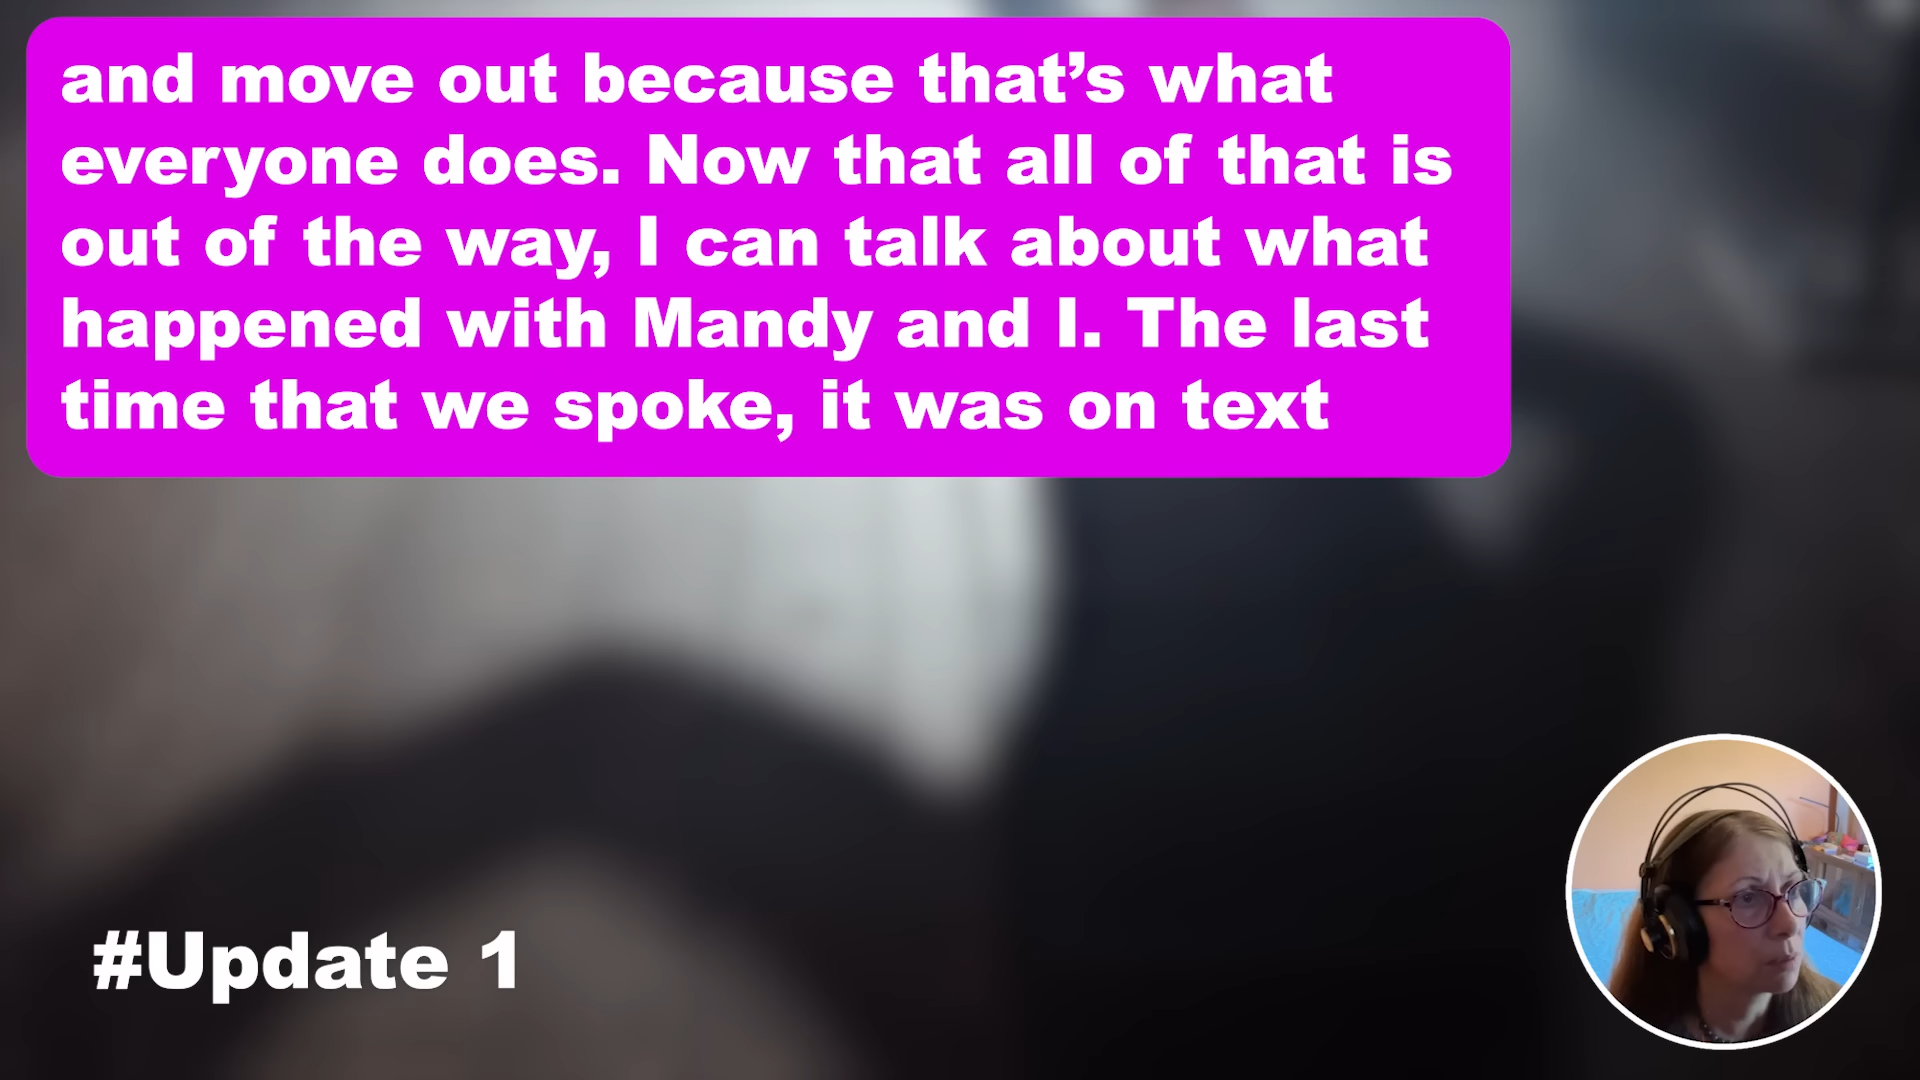 and move out because that’s what
everyone does. Now that all of that is
out of the way, I can talk about what
happened with Mandy and I. The last
time that we spoke, it was on text
#Update 1